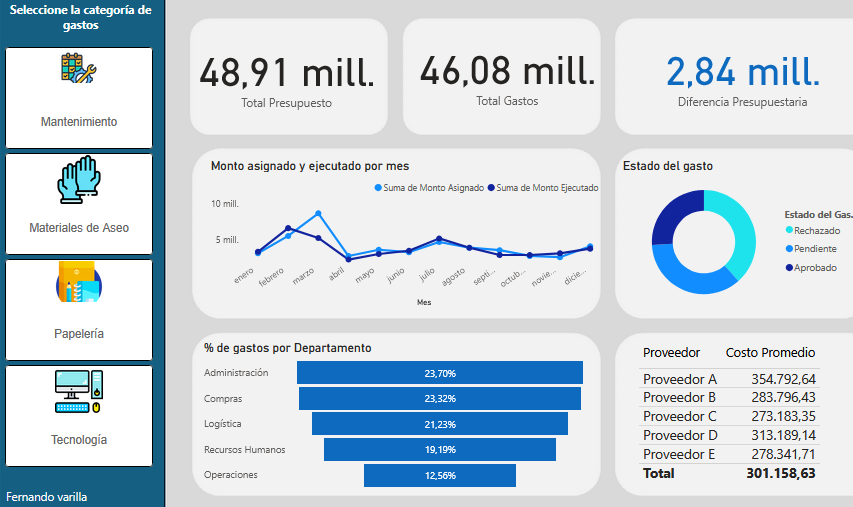 Seleccione la categoría de
gastos
Mantenimiento
Materiales de Aseo
Papelería
Tecnología
Fernando varilla
48,91 mill.
Total Presupuesto
46,08 mill.
Total Gastos
2,84 mill.
Diferencia Presupuestaria
Monto asignado y ejecutado por mes
Suma de Monto Asignado Suma de Monto Ejecutado
10 mill.
5 mill.
enero febrero marzo abril mayo junio julio agosto septi... octub... novie... dicie...
Mes
Estado del gasto
Estado del Gas...
Rechazado
Pendiente
Aprobado
% de gastos por Departamento
Administración 23,70%
Compras 23,32%
Logística 21,23%
Recursos Humanos 19,19%
Operaciones 12,56%
Proveedor Costo Promedio
Proveedor A 354.792,64
Proveedor B 283.796,43
Proveedor C 273.183,35
Proveedor D 313.189,14
Proveedor E 278.341,71
Total 301.158,63